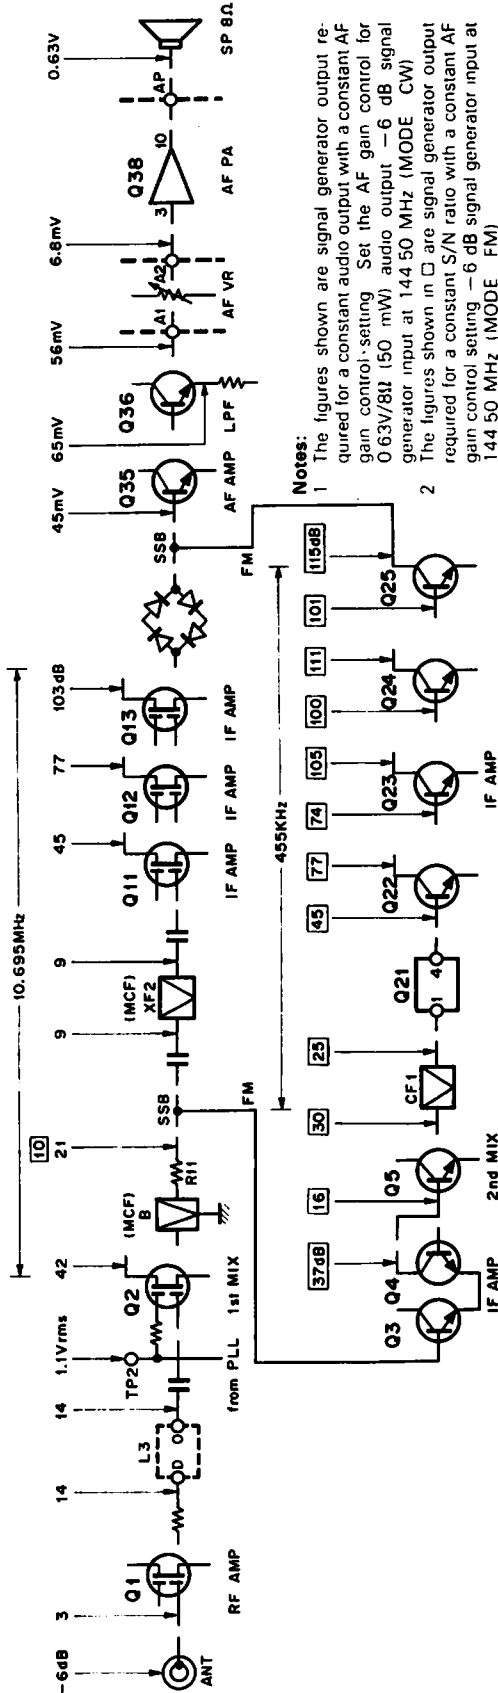 -6dB
3
14
14
1.1Vrms
42
10
21
9
9
45
77
103dB
45mV
65mV
56mV
6.8mV
0.63V
10.695MHz
TP2
L3
D
O
(MCF)
B
R11
SSB
FM
(MCF)
XF2
Q1
Q2
Q11
Q12
Q13
SSB
FM
Q35
Q36
A1
A2
Q38
3
10
AP
ANT
RF AMP
from PLL
1st MIX
IF AMP
IF AMP
IF AMP
AF AMP
LPF
AF VR
AF PA
SP 8Ω
455KHz
37dB
16
30
25
45
77
74
105
100
111
101
115dB
Q3
Q4
Q5
CF1
Q21
1
4
Q22
Q23
Q24
Q25
IF AMP
2nd MIX
IF AMP
Notes:
1 The figures shown are signal generator output re-
quired for a constant audio output with a constant AF
gain control setting Set the AF gain control for
0 63V/8Ω (50 mW) audio output −6 dB signal
generator input at 144 50 MHz (MODE CW)
2 The figures shown in □ are signal generator output
required for a constant S/N ratio with a constant AF
gain control setting −6 dB signal generator input at
144 50 MHz (MODE FM)